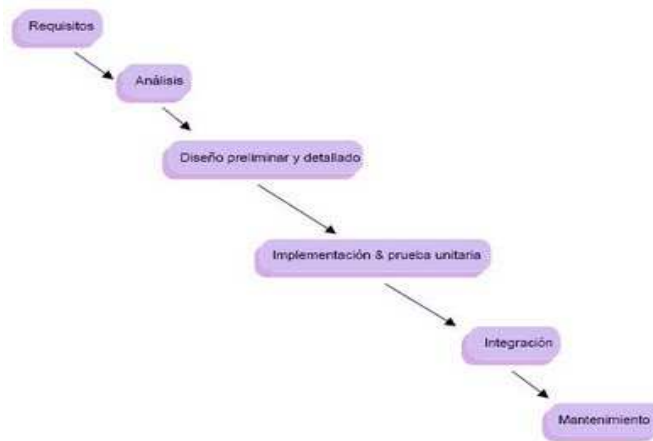 Requisitos
Análisis
Diseño preliminar y detallado
Implementación & prueba unitaria
Integración
Mantenimiento